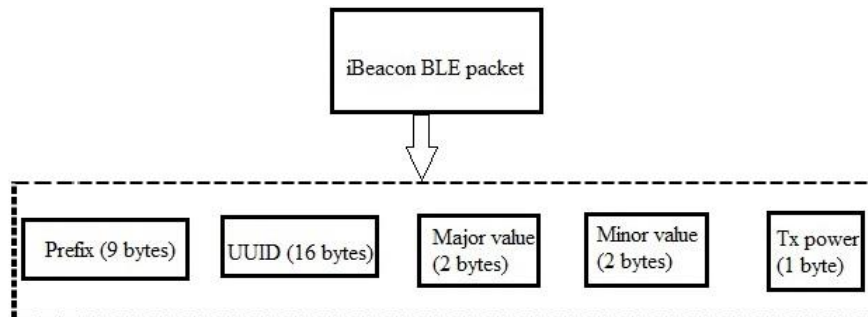 iBeacon BLE packet
Prefix (9 bytes)
UUID (16 bytes)
Major value
(2 bytes)
Minor value
(2 bytes)
Tx power
(1 byte)